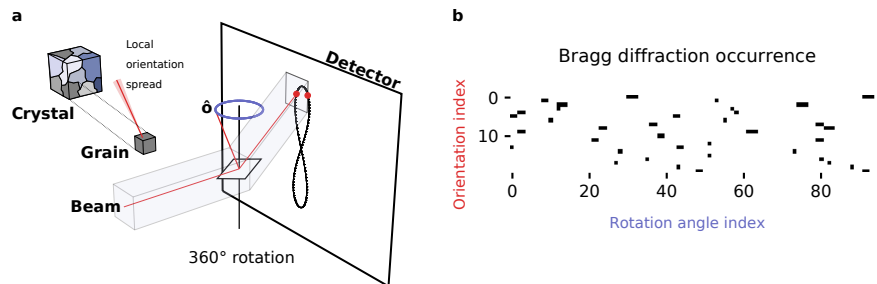 a
Local
orientation
spread
Crystal
Grain
Beam
ô
Detector
360° rotation
b
Bragg diffraction occurrence
Orientation index
0
10
0
20
40
60
80
Rotation angle index